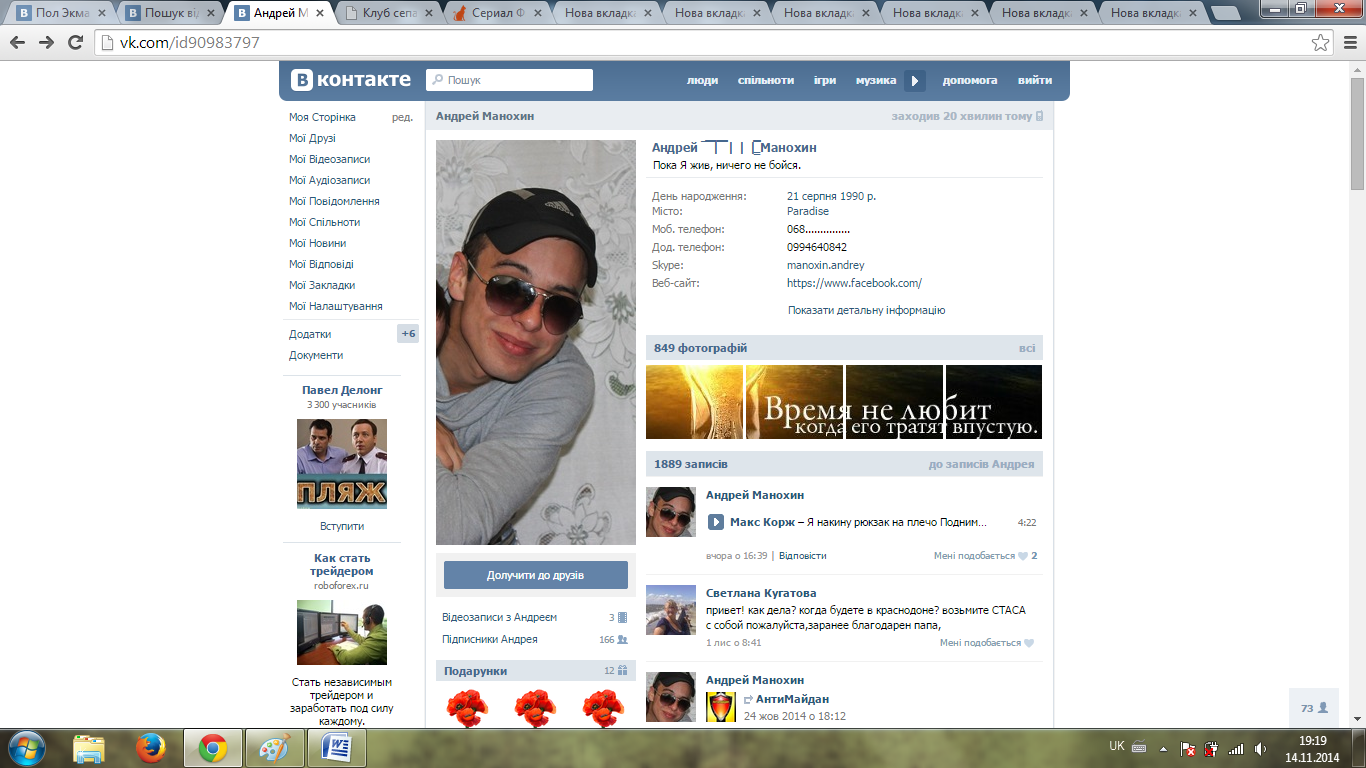 Пол Экма
Пошук від
Андрей М
Клуб сепа
Сериал Ф
Нова вкладка
Нова вкладка
Нова вкладка
Нова вкладка
Нова вкладка
Нова вкладка
vk.com/id90983797
В контакте
Пошук
люди спільноти ігри музика допомога вийти
Моя Сторінка ред.
Мої Друзі
Мої Відеозаписи
Мої Аудіозаписи
Мої Повідомлення
Мої Спільноти
Мої Новини
Мої Відповіді
Мої Закладки
Мої Налаштування
Додатки +6
Документи
Павел Делонг
3 300 учасників
ПЛЯЖ
Вступити
Как стать
трейдером
roboforex.ru
Стать независимым
трейдером и
заработать под силу
каждому.
Андрей Манохин заходив 20 хвилин тому
Долучити до друзів
Відеозаписи з Андреєм 3
Підписники Андрея 166
Подарунки 12
Андрей Манохин
Пока Я жив, ничего не бойся.
День народження: 21 серпня 1990 р.
Місто: Paradise
Моб. телефон: 068...............
Дод. телефон: 0994640842
Skype: manoxin.andrey
Веб-сайт: https://www.facebook.com/
Показати детальну інформацію
849 фотографій всі
Время не любит
когда его тратят впустую.
1889 записів до записів Андрея
Андрей Манохин
Макс Корж – Я накину рюкзак на плечо Подним... 4:22
вчора о 16:39 | Відповісти Мені подобається 2
Светлана Кугатова
привет! как дела? когда будете в краснодоне? возьмите СТАСА
с собой пожалуйста,заранее благодарен папа,
1 лис о 8:41 Мені подобається
Андрей Манохин
АнтиМайдан
24 жов 2014 о 18:12
73
UK
19:19
14.11.2014